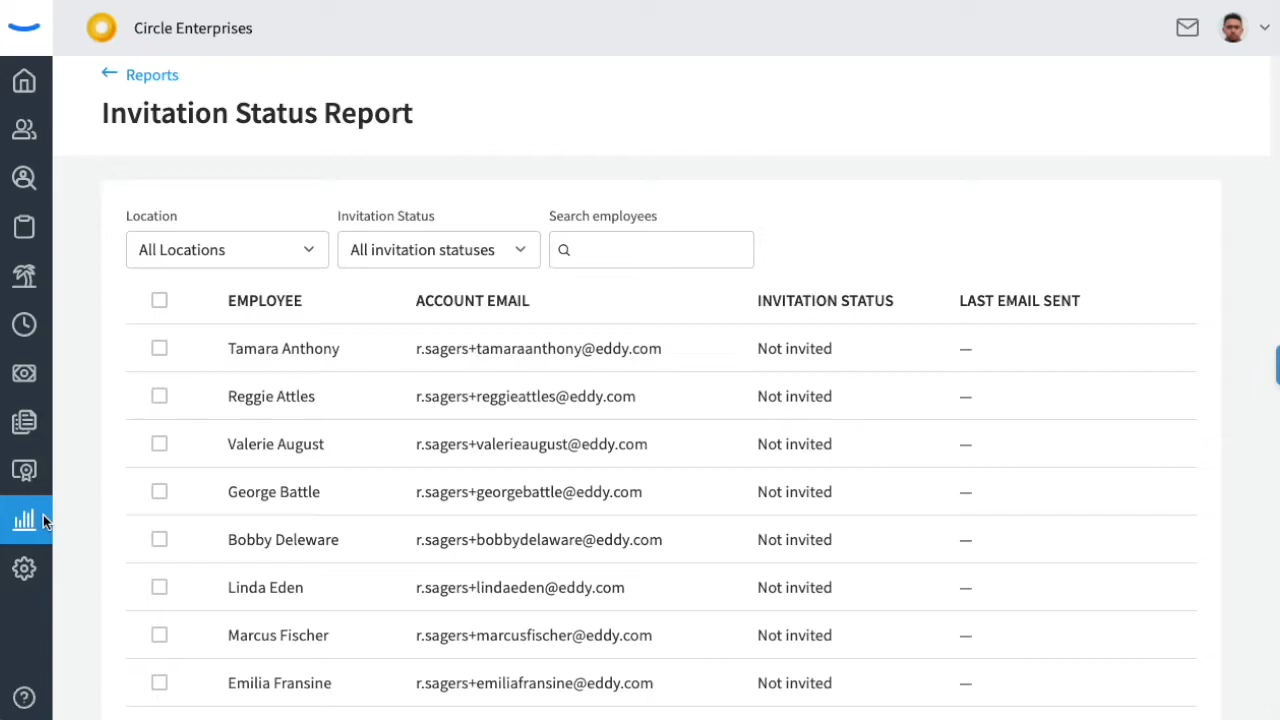 Circle Enterprises
Reports
Invitation Status Report
Location Invitation Status Search employees
All Locations All invitation statuses
EMPLOYEE ACCOUNT EMAIL INVITATION STATUS LAST EMAIL SENT
Tamara Anthony r.sagers+tamaraanthony@eddy.com Not invited —
Reggie Attles r.sagers+reggieattles@eddy.com Not invited —
Valerie August r.sagers+valerieaugust@eddy.com Not invited —
George Battle r.sagers+georgebattle@eddy.com Not invited —
Bobby Deleware r.sagers+bobbydelaware@eddy.com Not invited —
Linda Eden r.sagers+lindaeden@eddy.com Not invited —
Marcus Fischer r.sagers+marcusfischer@eddy.com Not invited —
Emilia Fransine r.sagers+emiliafransine@eddy.com Not invited —